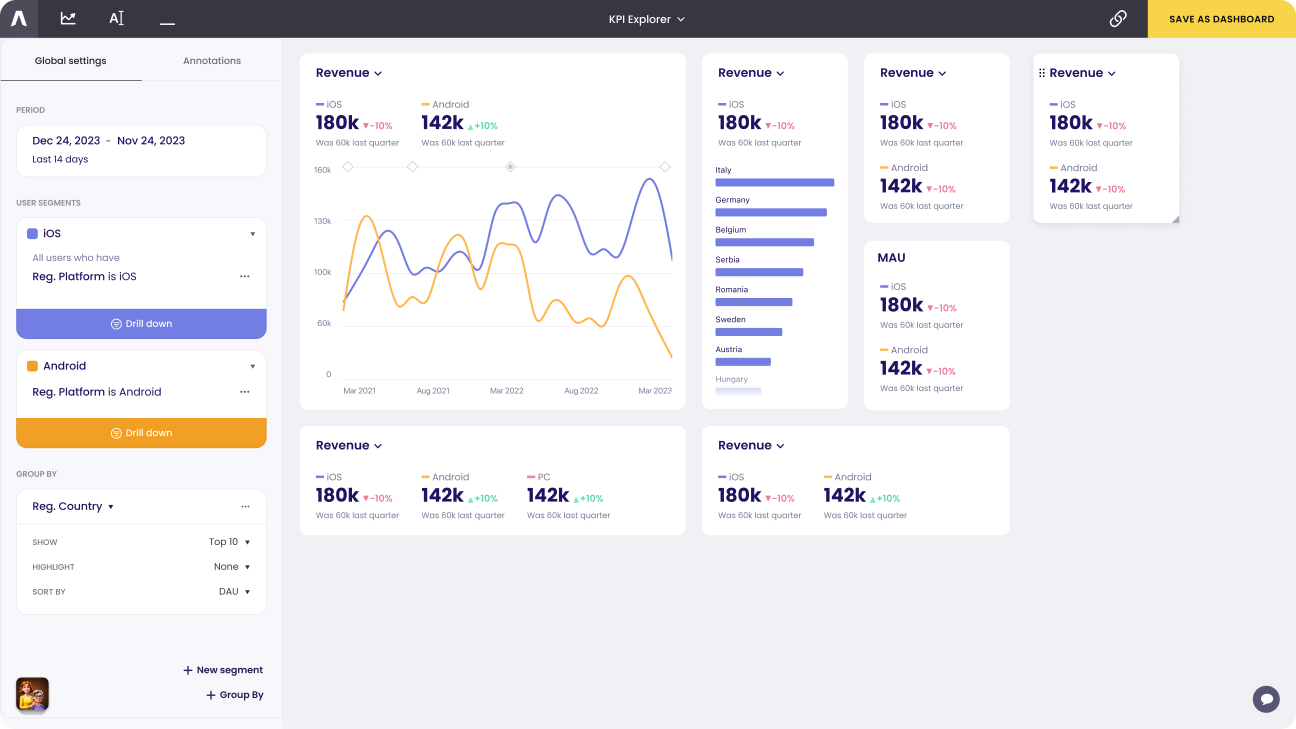 KPI Explorer
SAVE AS DASHBOARD
Global settings
Annotations
PERIOD
Dec 24, 2023 - Nov 24, 2023
Last 14 days
USER SEGMENTS
iOS
All users who have
Reg. Platform is iOS
Drill down
Android
Reg. Platform is Android
Drill down
GROUP BY
Reg. Country
SHOW Top 10
HIGHLIGHT None
SORT BY DAU
+ New segment
+ Group By
Revenue
iOS Android
180k ▼-10% 142k ▲+10%
Was 60k last quarter Was 60k last quarter
160k
130k
100k
60k
0
Mar 2021 Aug 2021 Mar 2022 Aug 2022 Mar 2023
Revenue
iOS
180k ▼-10%
Was 60k last quarter
Italy
Germany
Belgium
Serbia
Romania
Sweden
Austria
Hungary
Revenue
iOS
180k ▼-10%
Was 60k last quarter
Android
142k ▼-10%
Was 60k last quarter
Revenue
iOS
180k ▼-10%
Was 60k last quarter
Android
142k ▼-10%
Was 60k last quarter
MAU
iOS
180k ▼-10%
Was 60k last quarter
Android
142k ▼-10%
Was 60k last quarter
Revenue
iOS Android PC
180k ▼-10% 142k ▲+10% 142k ▲+10%
Was 60k last quarter Was 60k last quarter Was 60k last quarter
Revenue
iOS Android
180k ▼-10% 142k ▲+10%
Was 60k last quarter Was 60k last quarter